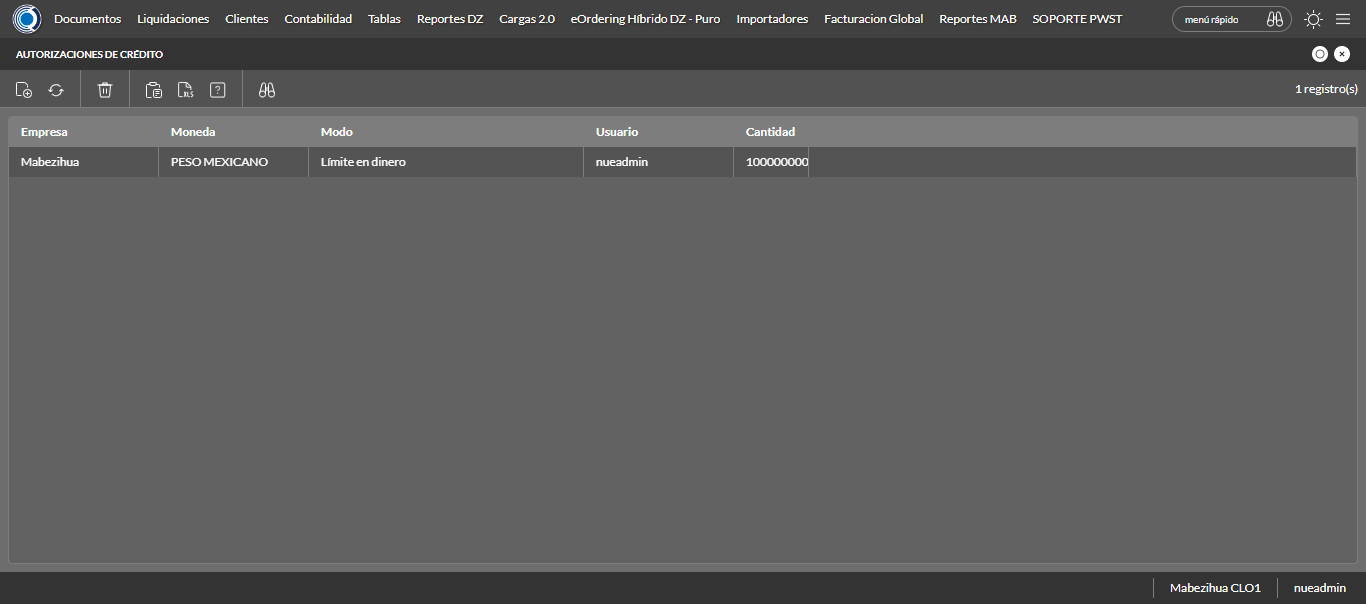 Documentos Liquidaciones Clientes Contabilidad Tablas Reportes DZ Cargas 2.0 eOrdering Híbrido DZ - Puro Importadores Facturacion Global Reportes MAB SOPORTE PWST menú rápido
AUTORIZACIONES DE CRÉDITO
XLS ? 1 registro(s)
Empresa Moneda Modo Usuario Cantidad
Mabezihua PESO MEXICANO Límite en dinero nueadmin 100000000
Mabezihua CLO1 nueadmin